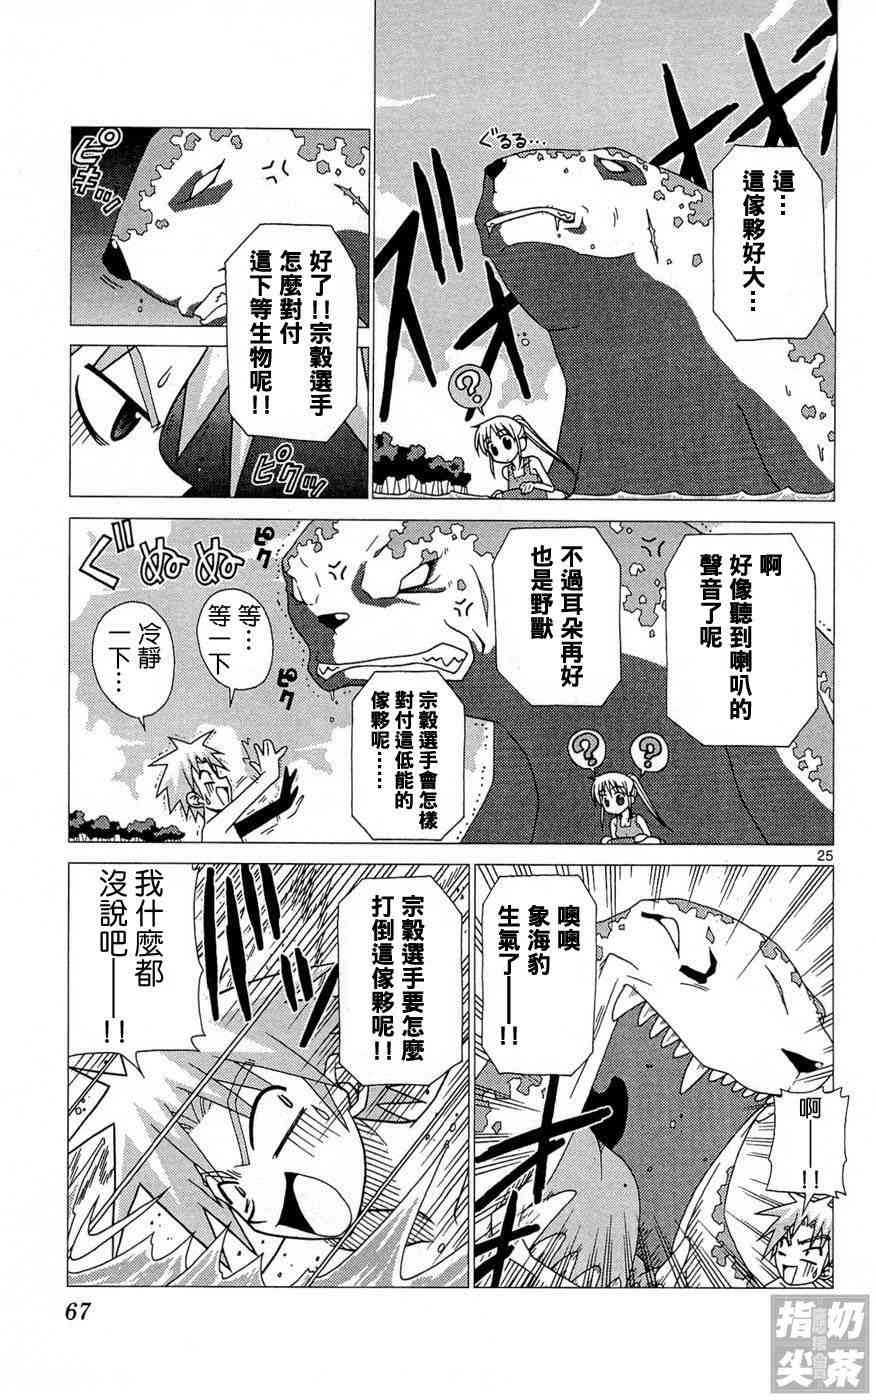 ぐるる…
ズズズ
這…
這傢夥好大…
?
ピキッ
好了!!宗穀選手
怎麼對付
這下等生物呢!!
ピクッ
啊
好像聽到喇叭的
聲音了呢
不過耳朵再好
也是野獸
?
?
宗穀選手會怎樣
對付這低能的
傢夥呢……
ピク
ピク
ぐぬぬ
等…
等一下
冷靜
一下…
25
噢噢
象海豹
生氣了——!!
啊——!!
宗穀選手要怎麼
打倒這傢夥呢!!
我什麼都
沒說吧——!!
67
指尖
奶茶